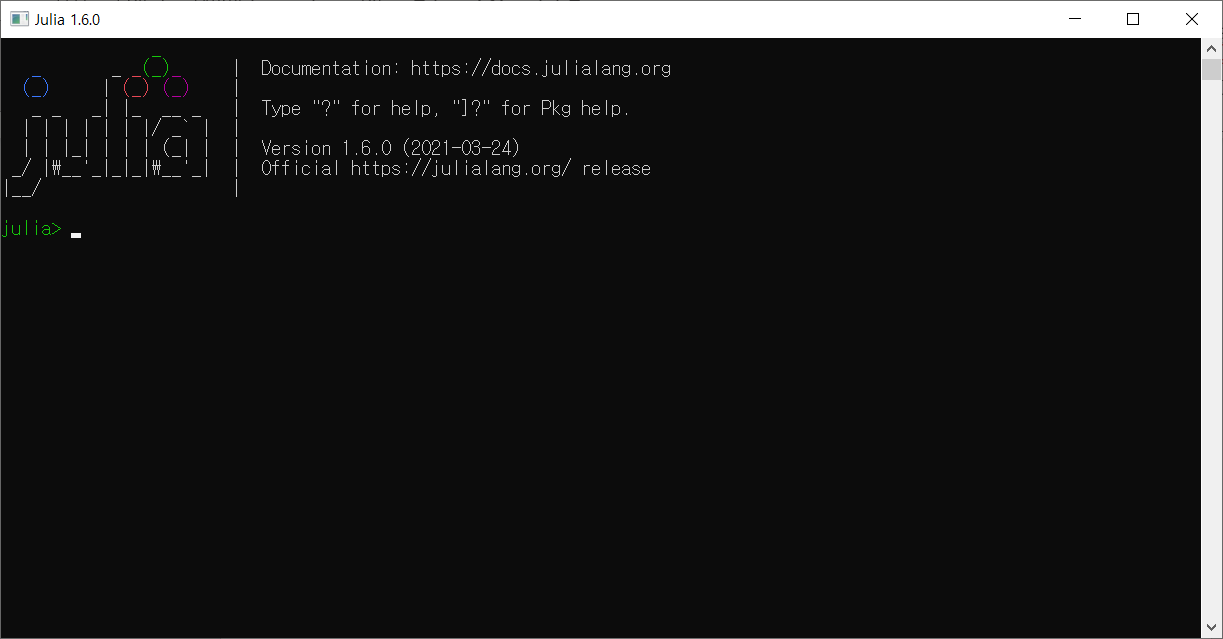 Julia 1.6.0
Documentation: https://docs.julialang.org
Type "?" for help, "]?" for Pkg help.
Version 1.6.0 (2021-03-24)
Official https://julialang.org/ release
julia
julia>